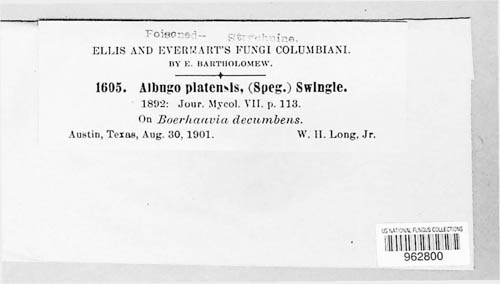 Poisoned-- Strychnine.
ELLIS AND EVERHART'S FUNGI COLUMBIANI.
BY E. BARTHOLOMEW.
1605. Albugo platensis, (Speg.) Swingle.
1892: Jour. Mycol. VII. p. 113.
On Boerhaavia decumbens.
Austin, Texas, Aug. 30, 1901. W. H. Long, Jr.
US NATIONAL FUNGUS COLLECTIONS
962800